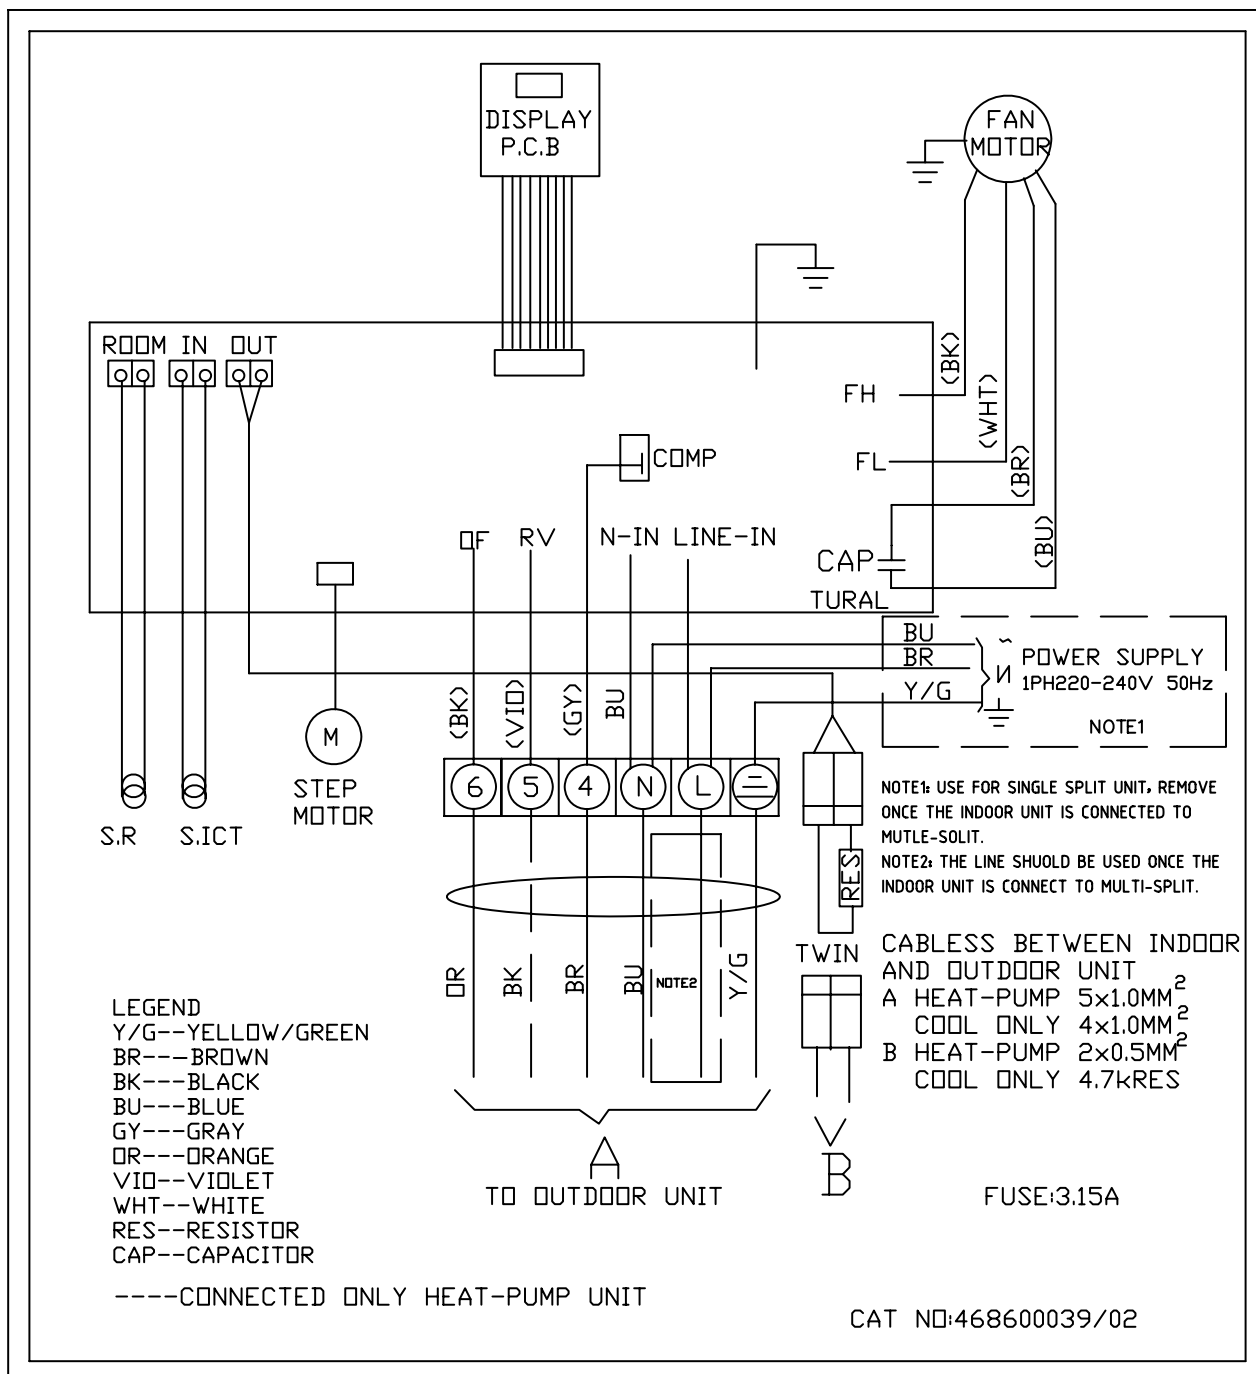 DISPLAY
P.C.B
FAN
MOTOR
ROOM IN OUT
(BK)
FH
(WHT)
COMP
FL
(BR)
OF RV N-IN LINE-IN
(BU)
CAP
TURAL
BU
BR
Y/G
~
N
POWER SUPPLY
1PH220-240V 50Hz
NOTE1
(BK)
(VIO)
(GY)
BU
M
STEP
MOTOR
6 5 4 N L
S.R S.ICT
NOTE1: USE FOR SINGLE SPLIT UNIT, REMOVE
ONCE THE INDOOR UNIT IS CONNECTED TO
MUTLE-SOLIT.
NOTE2: THE LINE SHUOLD BE USED ONCE THE
INDOOR UNIT IS CONNECT TO MULTI-SPLIT.
RES
TWIN
OR
BK
BR
BU
NOTE2
Y/G
CABLESS BETWEEN INDOOR
AND OUTDOOR UNIT
A HEAT-PUMP 5x1.0MM²
COOL ONLY 4x1.0MM²
B HEAT-PUMP 2x0.5MM²
COOL ONLY 4.7kRES
LEGEND
Y/G--YELLOW/GREEN
BR---BROWN
BK---BLACK
BU---BLUE
GY---GRAY
OR---ORANGE
VIO--VIOLET
WHT--WHITE
RES--RESISTOR
CAP--CAPACITOR
----CONNECTED ONLY HEAT-PUMP UNIT
A
TO OUTDOOR UNIT
B
FUSE:3.15A
CAT NO:468600039/02